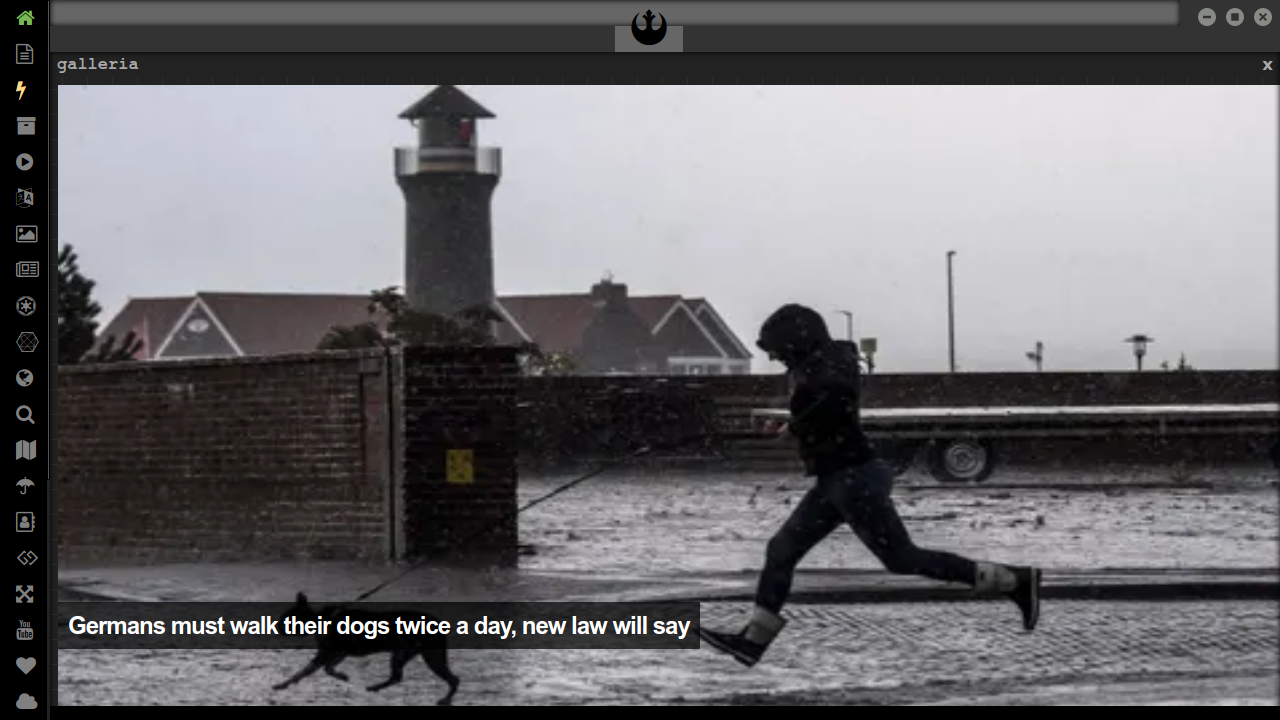 galleria
x
Germans must walk their dogs twice a day, new law will say
You
Tube